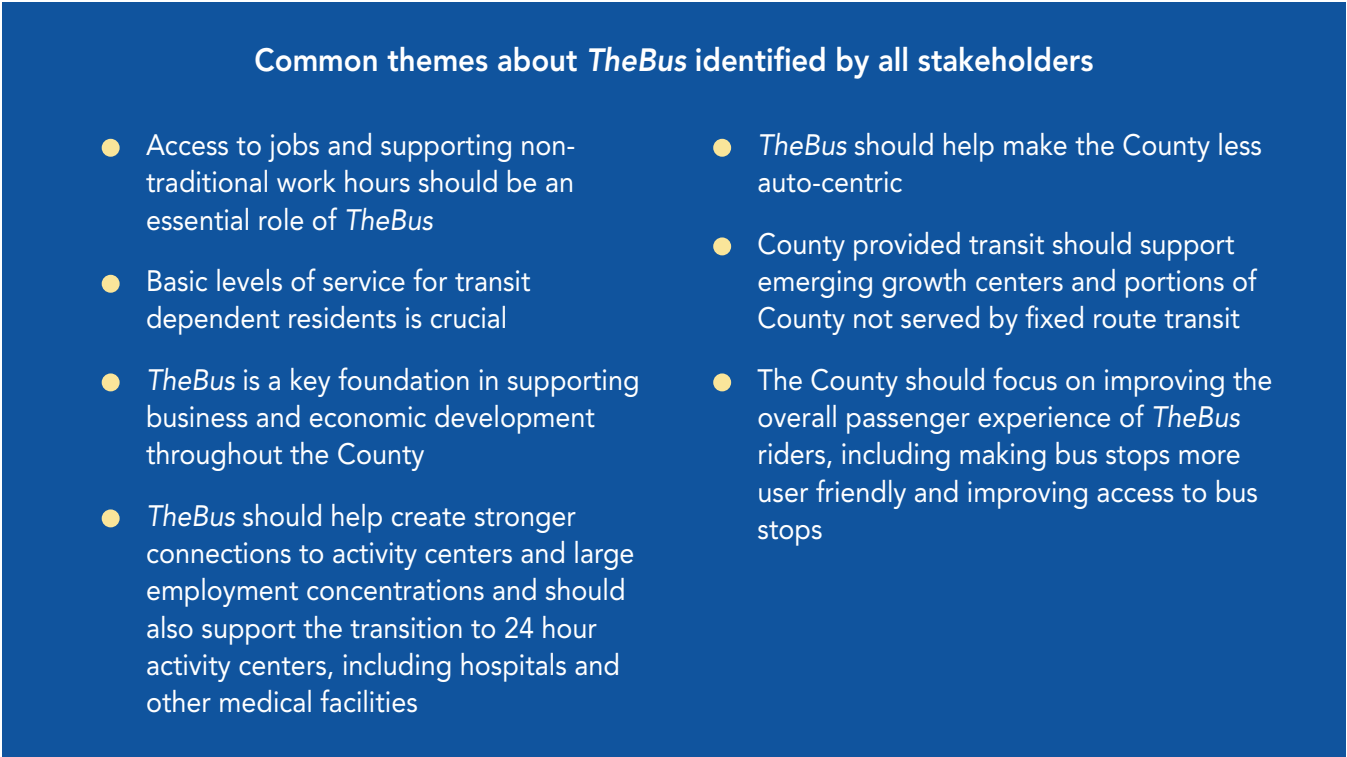 Common themes about TheBus identified by all stakeholders
Access to jobs and supporting non-
traditional work hours should be an
essential role of TheBus
Basic levels of service for transit
dependent residents is crucial
TheBus is a key foundation in supporting
business and economic development
throughout the County
TheBus should help create stronger
connections to activity centers and large
employment concentrations and should
also support the transition to 24 hour
activity centers, including hospitals and
other medical facilities
TheBus should help make the County less
auto-centric
County provided transit should support
emerging growth centers and portions of
County not served by fixed route transit
The County should focus on improving the
overall passenger experience of TheBus
riders, including making bus stops more
user friendly and improving access to bus
stops